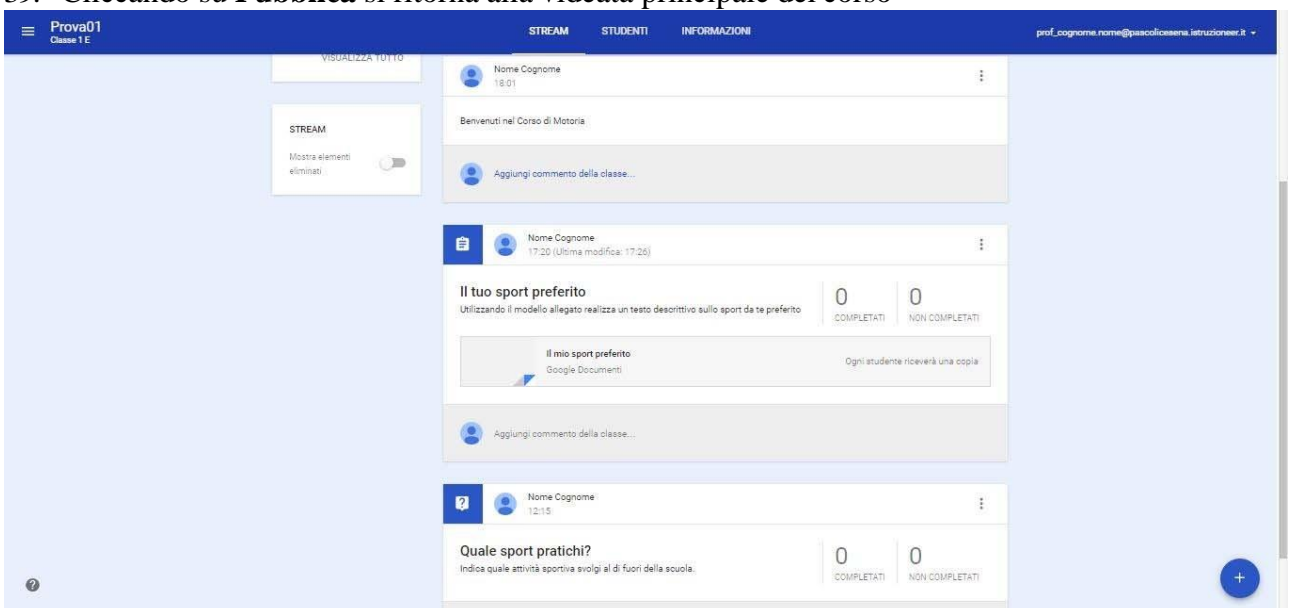 39. Cliccando su Pubblica si ritorna alla videata principale del corso
Prova01
Classe 1 E
STREAM STUDENTI INFORMAZIONI
prof_cognome.nome@pascolicesena.istruzioneer.it
VISUALIZZA TUTTO
Nome Cognome
18:01
Benvenuti nel Corso di Motoria
STREAM
Mostra elementi
eliminati
Aggiungi commento della classe...
Nome Cognome
17:20 (Ultima modifica: 17:26)
Il tuo sport preferito
Utilizzando il modello allegato realizza un testo descrittivo sullo sport da te preferito
0 0
COMPLETATI NON COMPLETATI
Il mio sport preferito
Google Documenti
Ogni studente riceverà una copia
Aggiungi commento della classe...
Nome Cognome
12:15
Quale sport pratichi?
Indica quale attività sportiva svolgi al di fuori della scuola.
0 0
COMPLETATI NON COMPLETATI